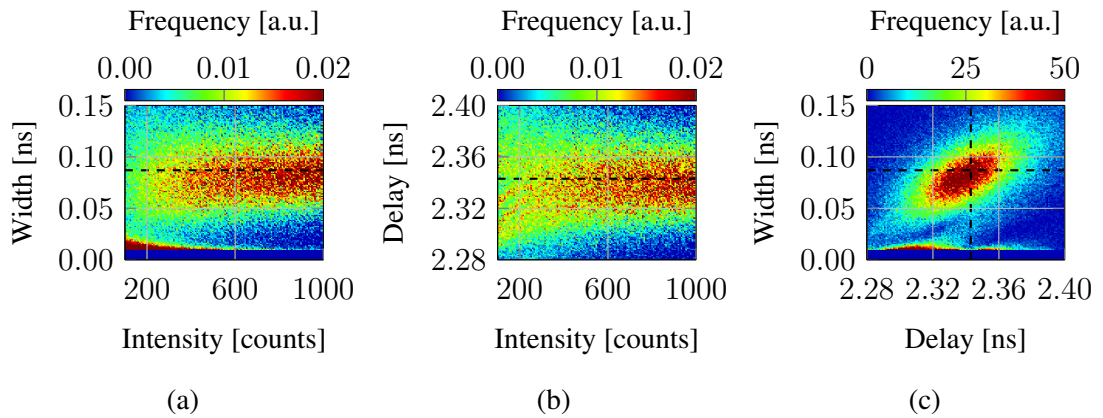 Frequency [a.u.]
0.00 0.01 0.02
0.15
0.10
0.05
0.00
Width [ns]
200 600 1000
Intensity [counts]
(a)
Frequency [a.u.]
0.00 0.01 0.02
2.40
2.36
2.32
2.28
Delay [ns]
200 600 1000
Intensity [counts]
(b)
Frequency [a.u.]
0 25 50
0.15
0.10
0.05
0.00
Width [ns]
2.28 2.32 2.36 2.40
Delay [ns]
(c)